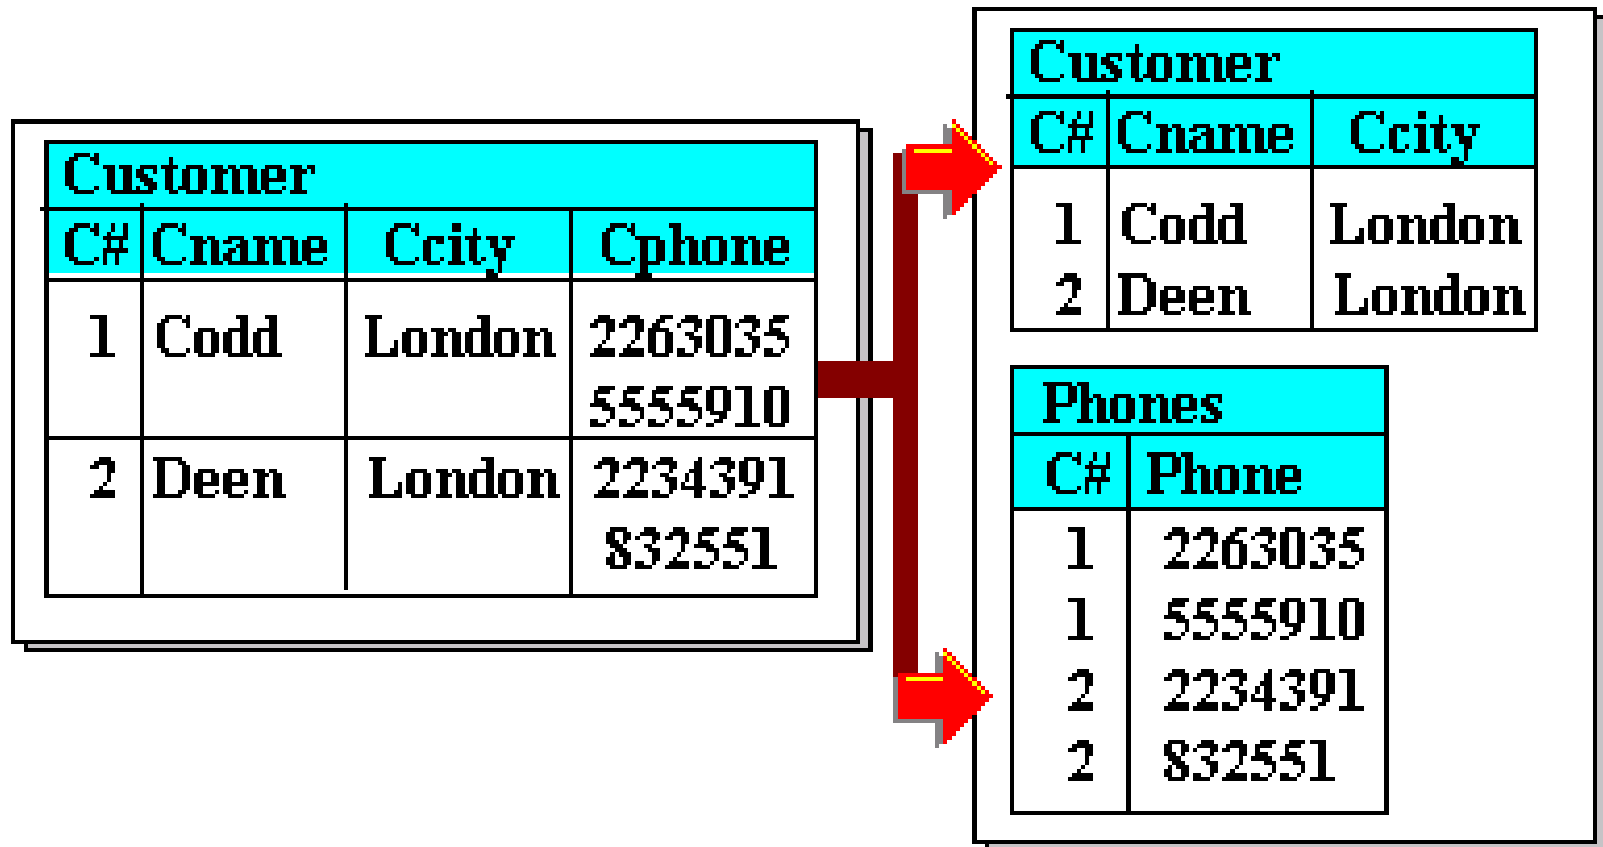 Customer
C# Cname Ccity Cphone
1 Codd London 2263035
5555910
2 Deen London 2234391
832551
Customer
C# Cname Ccity
1 Codd London
2 Deen London
Phones
C# Phone
1 2263035
1 5555910
2 2234391
2 832551